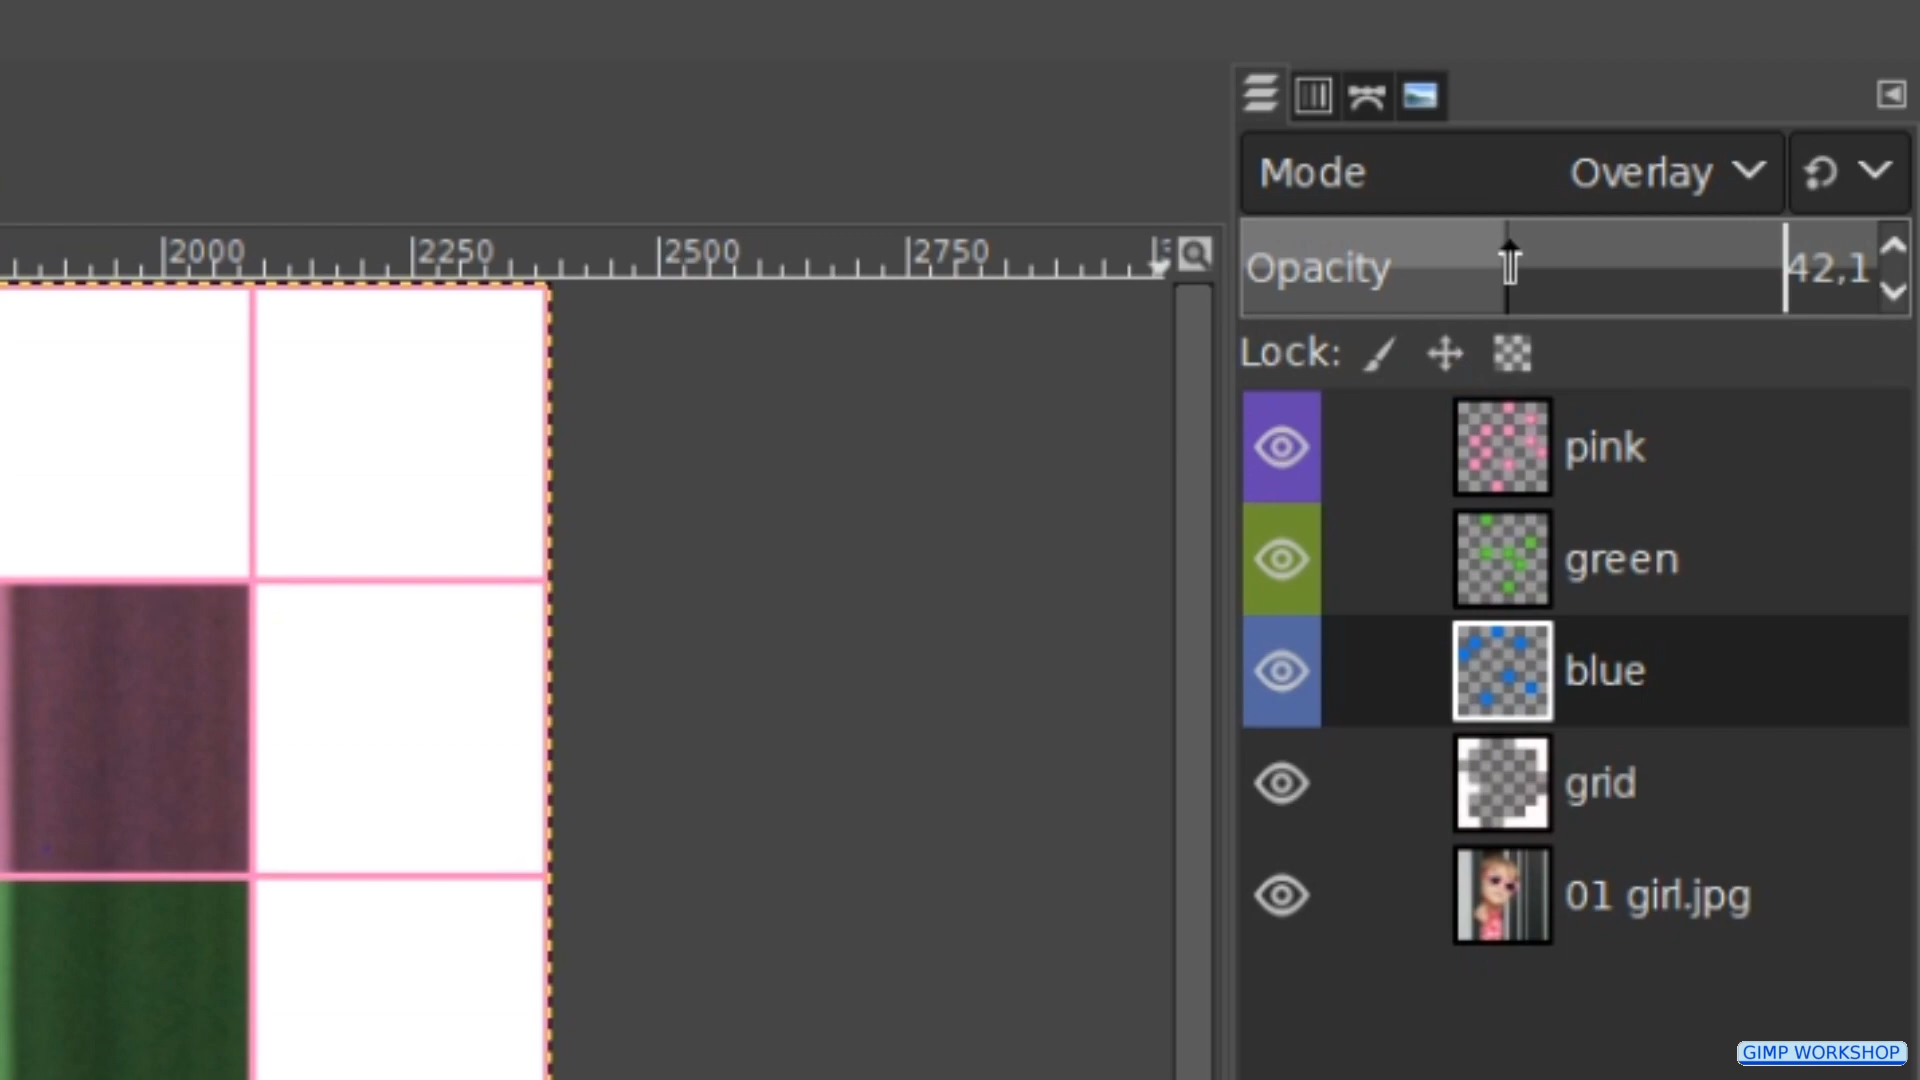 Mode Overlay
2000 2250 2500 2750
Opacity 42,1
Lock:
pink
green
blue
grid
01 girl.jpg
GIMP WORKSHOP